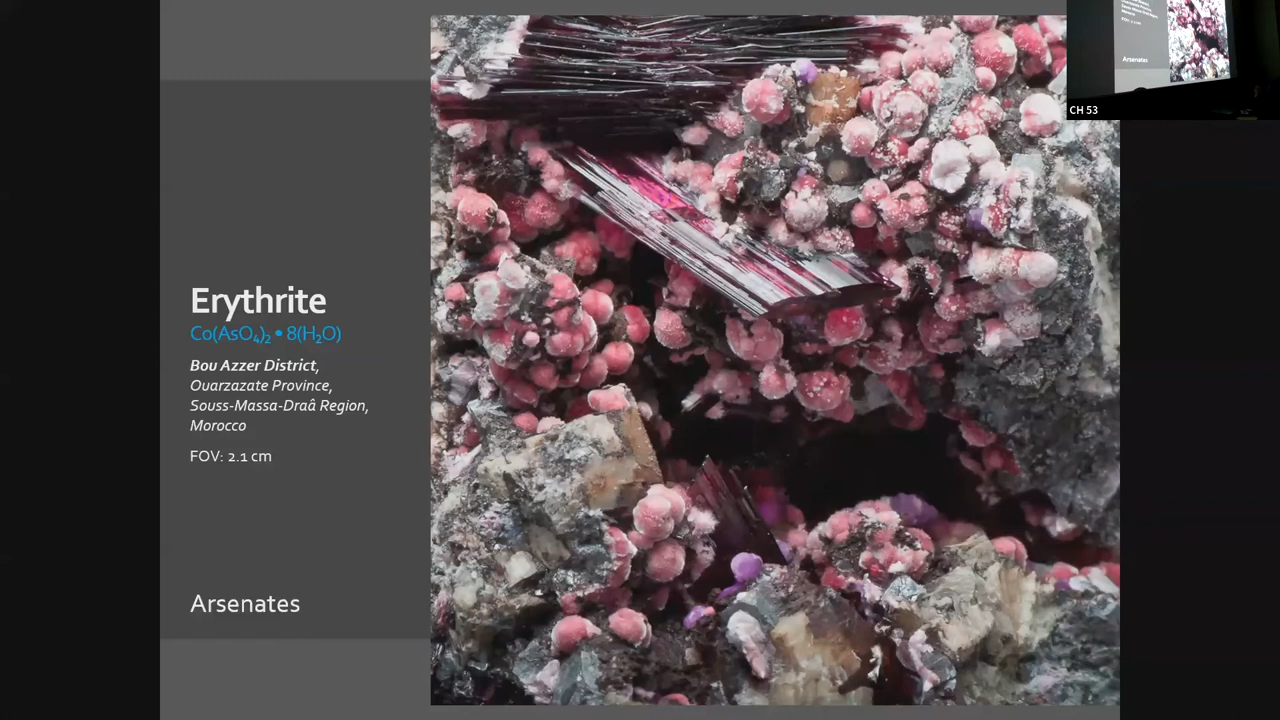 Erythrite
Co(AsO₄)₂ • 8(H₂O)
Bou Azzer District,
Ouarzazate Province,
Souss-Massa-Draâ Region,
Morocco
FOV: 2.1 cm
Arsenates
Arsenates
CH 53